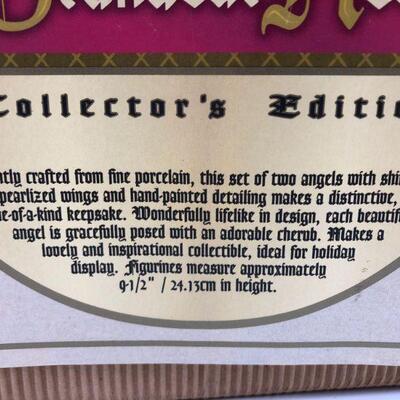 Collector's Editio
ntly crafted from fine porcelain, this set of two angels with shi
pearlized wings and hand-painted detailing makes a distinctive,
ne-of-a-kind keepsake. Wonderfully lifelike in design, each beautif
angel is gracefully posed with an adorable cherub. Makes a
lovely and inspirational collectible, ideal for holiday
display. Figurines measure approximately
9-1/2" / 24.13cm in height.